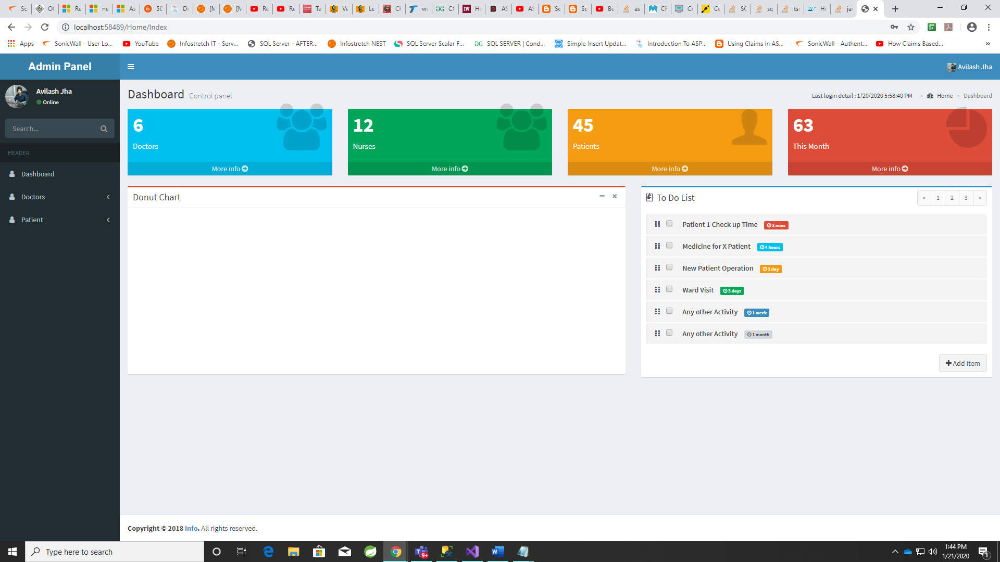 Sc
OC
Re
ne
As
50
Di
[M
[M
Re
Re
Te
Ve
Le
Ch
wv
C#
Ho
AS
AS
Sc
Sc
Bu
as
CF
Cr
Cc
SC
sq
tsc
Ho
jav
localhost:58489/Home/Index
Apps
SonicWall - User Lo...
YouTube
Infostretch IT - Serv...
SQL Server - AFTER...
Infostretch NEST
SQL Server Scalar F...
SQL SERVER | Cond...
Simple Insert Updat...
Introduction To ASP...
Using Claims in AS...
SonicWall - Authent...
How Claims Based...
»
Admin Panel
Avilash Jha
Avilash Jha
Online
Search...
HEADER
Dashboard
Doctors
Patient
Dashboard Control panel
Last login detail : 1/20/2020 5:58:40 PM > Home > Dashboard
6
Doctors
More info
12
Nurses
More info
45
Patients
More info
63
This Month
More info
Donut Chart
To Do List
« 1 2 3 »
Patient 1 Check up Time 2 mins
Medicine for X Patient 4 hours
New Patient Operation 1 day
Ward Visit 3 days
Any other Activity 1 week
Any other Activity 1 month
Add item
Copyright © 2018 Info. All rights reserved.
Type here to search
9+
1:44 PM
1/21/2020
1